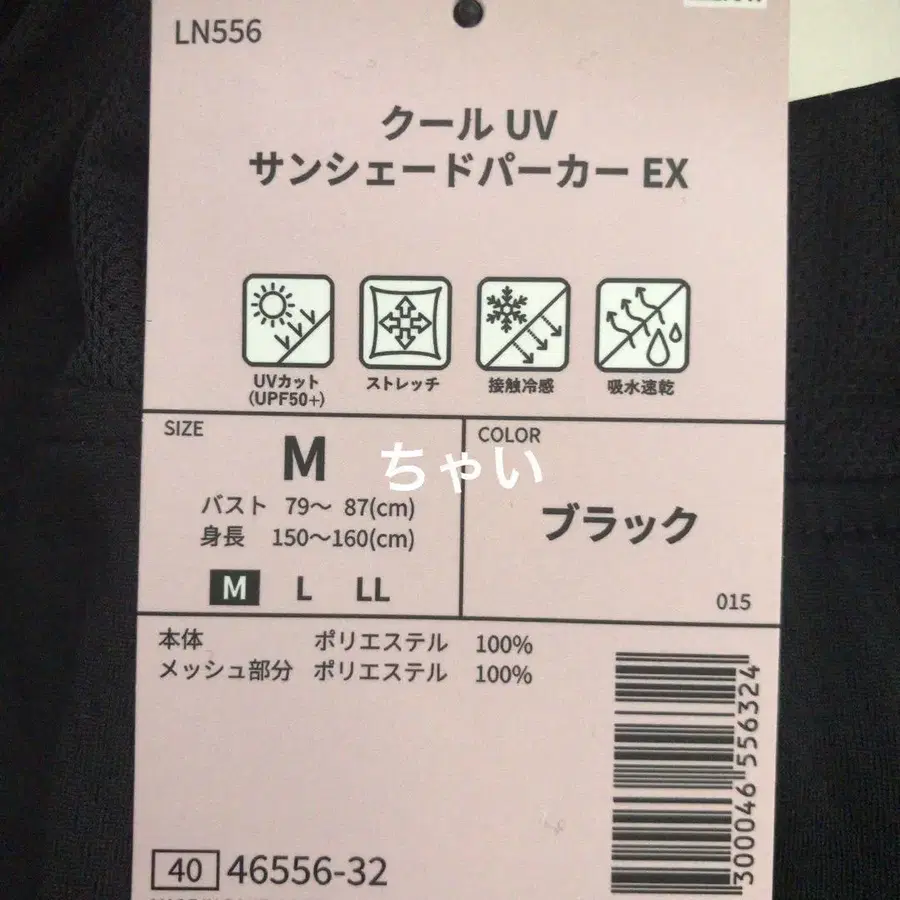 LN556
クール UV
サンシェードパーカー EX
UVカット
(UPF50+)
ストレッチ
接触冷感
吸水速乾
SIZE
M
バスト 79〜 87(cm)
身長 150〜160(cm)
M L LL
COLOR
ブラック
015
ちゃい
本体 ポリエステル 100%
メッシュ部分 ポリエステル 100%
300046 556324
40 46556-32